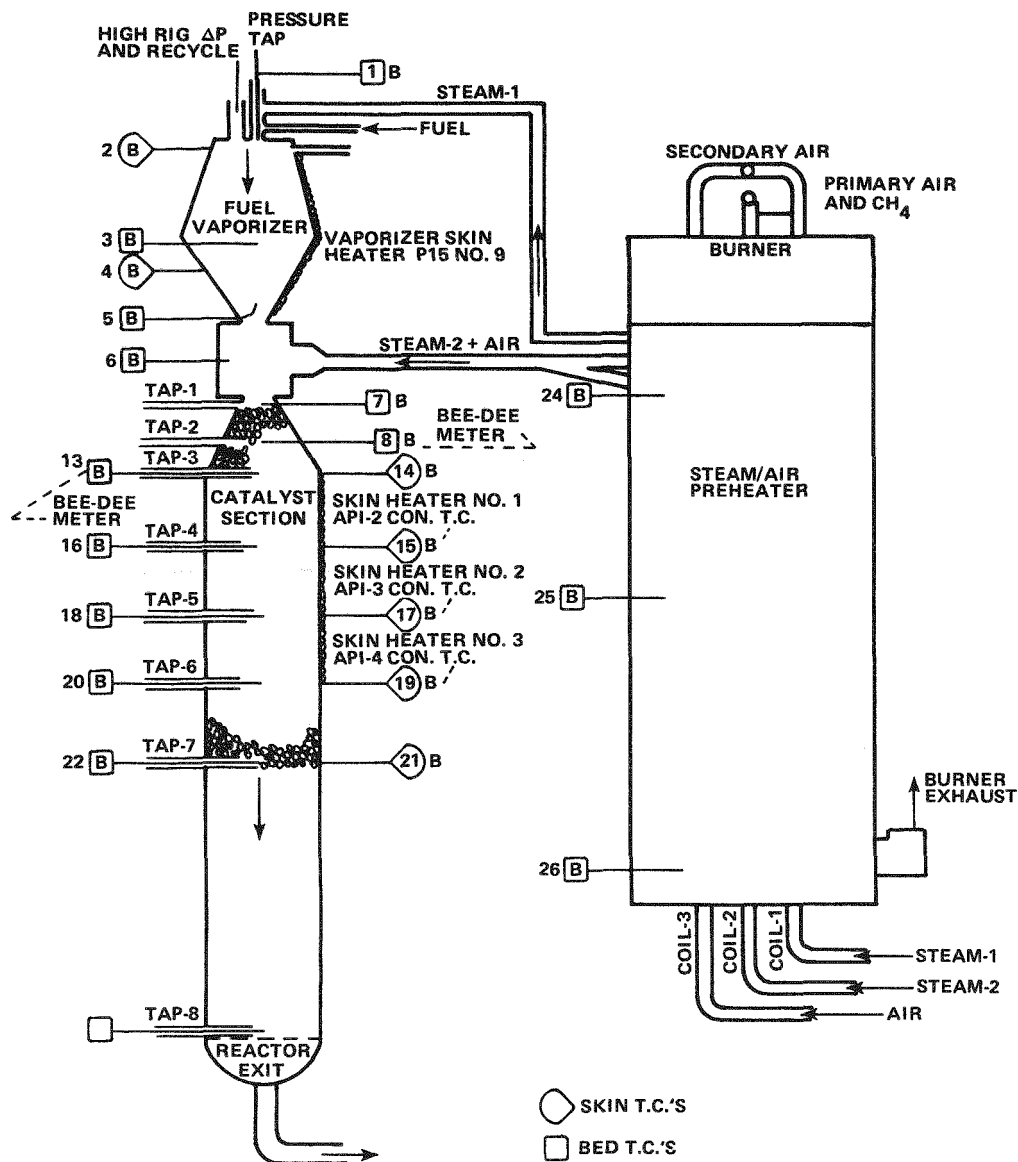 HIGH RIG ΔP
AND RECYCLE
PRESSURE
TAP
1 B
STEAM-1
FUEL
2 B
FUEL
VAPORIZER
3 B
4 B
VAPORIZER SKIN
HEATER P15 NO. 9
5 B
6 B
STEAM-2 + AIR
TAP-1
7 B
TAP-2
8 B
BEE-DEE
METER
TAP-3
13
B
BEE-DEE
METER
14 B
CATALYST
SECTION
SKIN HEATER NO. 1
API-2 CON. T.C.
TAP-4
16 B
15 B
SKIN HEATER NO. 2
API-3 CON. T.C.
TAP-5
18 B
17 B
SKIN HEATER NO. 3
API-4 CON. T.C.
TAP-6
20 B
19 B
TAP-7
22 B
21 B
TAP-8
REACTOR
EXIT
SECONDARY AIR
PRIMARY AIR
AND CH4
BURNER
24 B
STEAM/AIR
PREHEATER
25 B
BURNER
EXHAUST
26 B
COIL-3
COIL-2
COIL-1
STEAM-1
STEAM-2
AIR
SKIN T.C.'S
BED T.C.'S